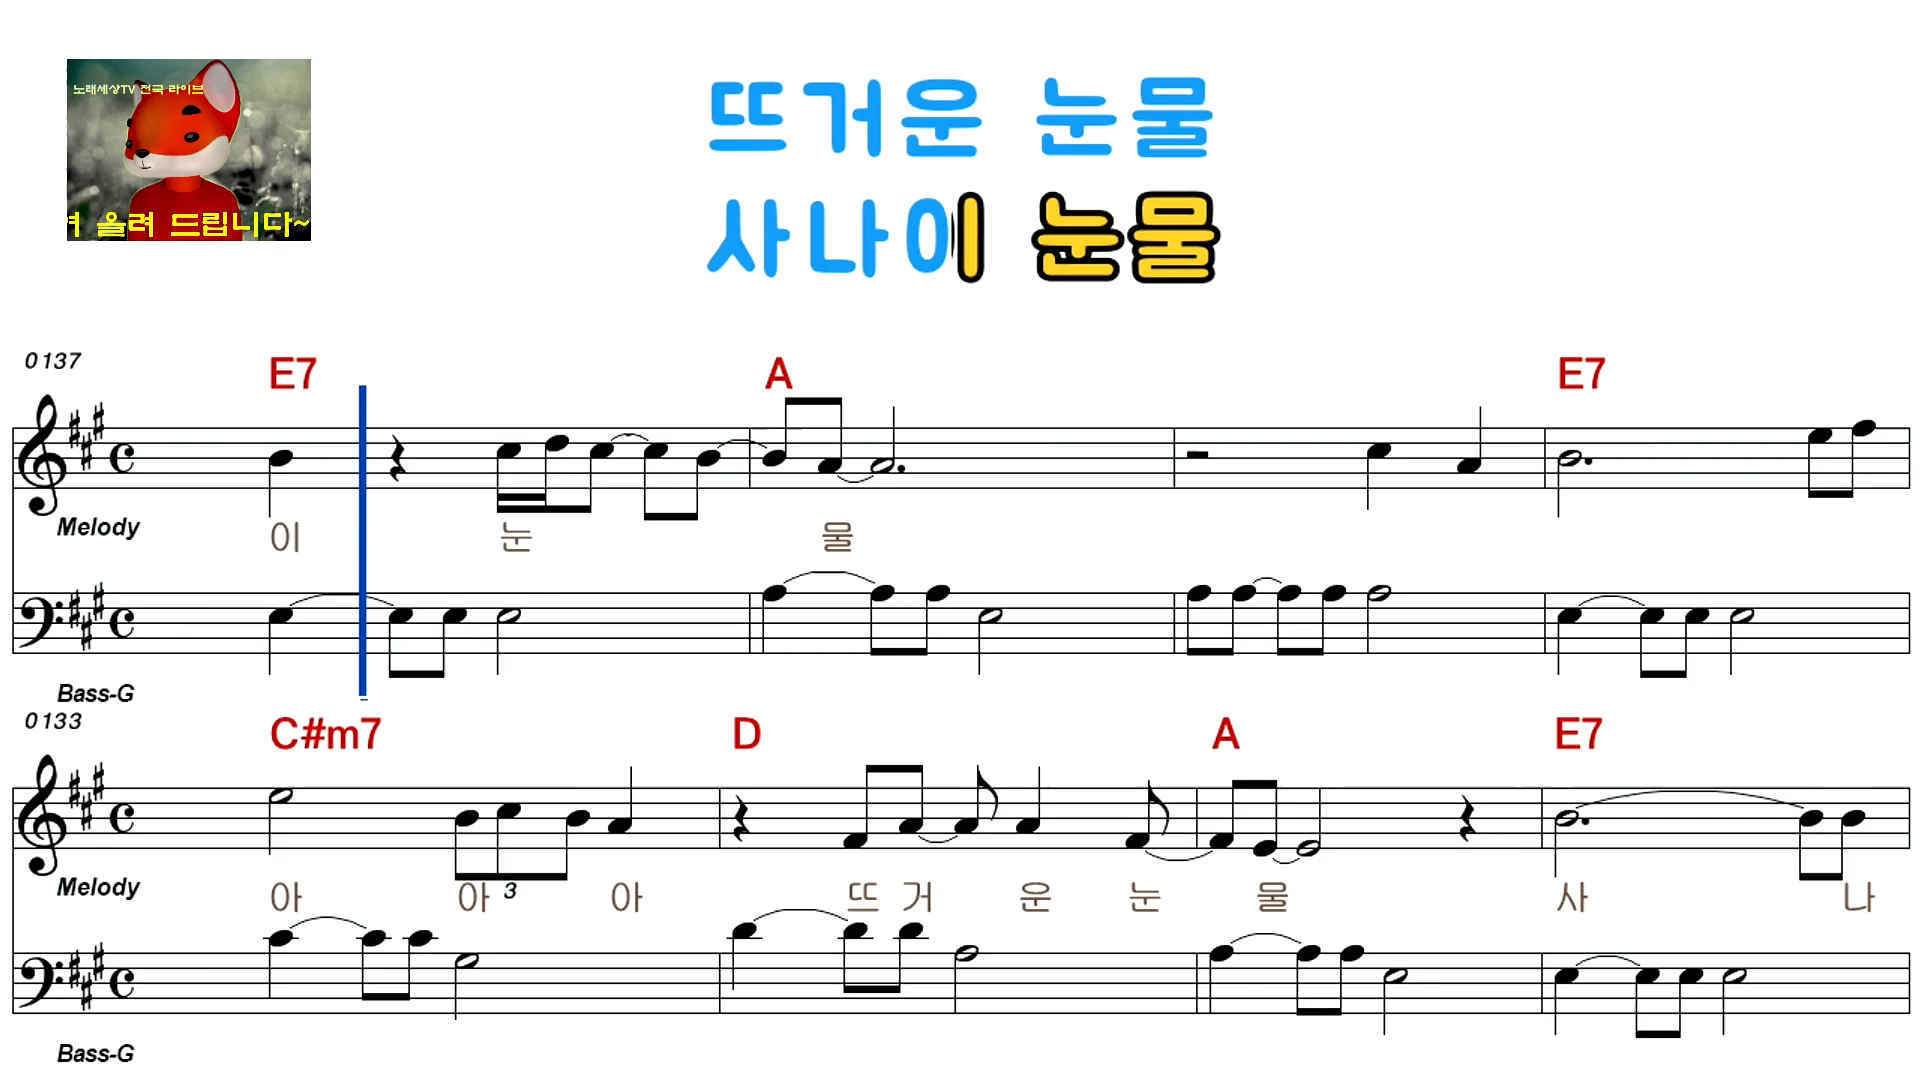 노래세상TV 전국 라이브
올려 드립니다~
뜨거운 눈물
사나이 눈물
0137
E7 A E7
Melody
이 눈 물
Bass-G
0133
C#m7 D A E7
Melody
아 아 3 아 뜨 거 운 눈 물 사 나
Bass-G